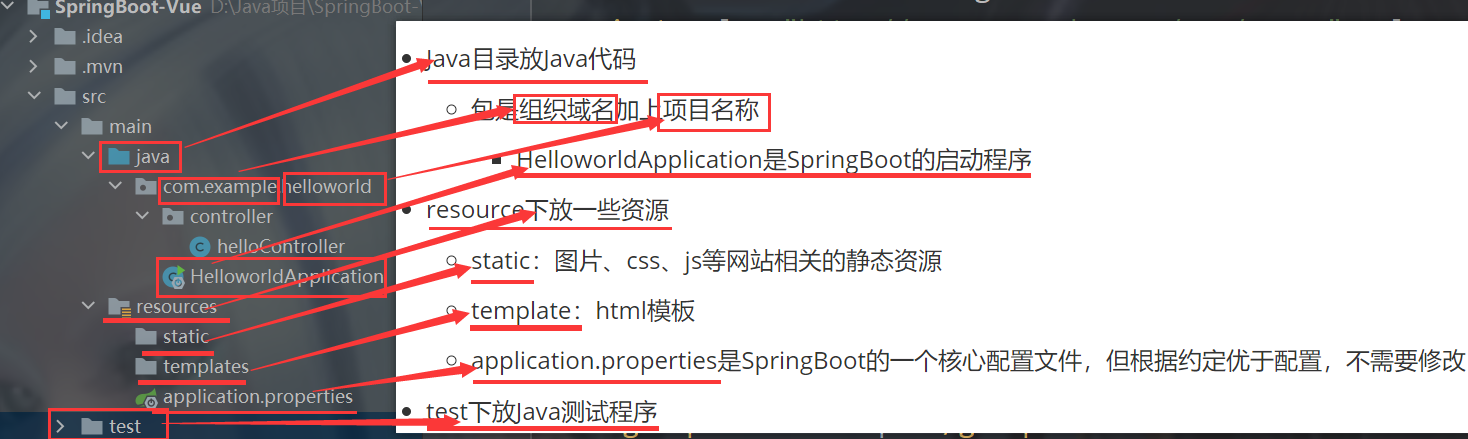 SpringBoot-Vue D:\Java项目\SpringBoot-
.idea
.mvn
src
main
java
com.example.helloworld
controller
helloController
HelloworldApplication
resources
static
templates
application.properties
test
Java目录放Java代码
包是组织域名加上项目名称
HelloworldApplication是SpringBoot的启动程序
resource下放一些资源
static：图片、css、js等网站相关的静态资源
template：html模板
application.properties是SpringBoot的一个核心配置文件，但根据约定优于配置，不需要修改
test下放Java测试程序